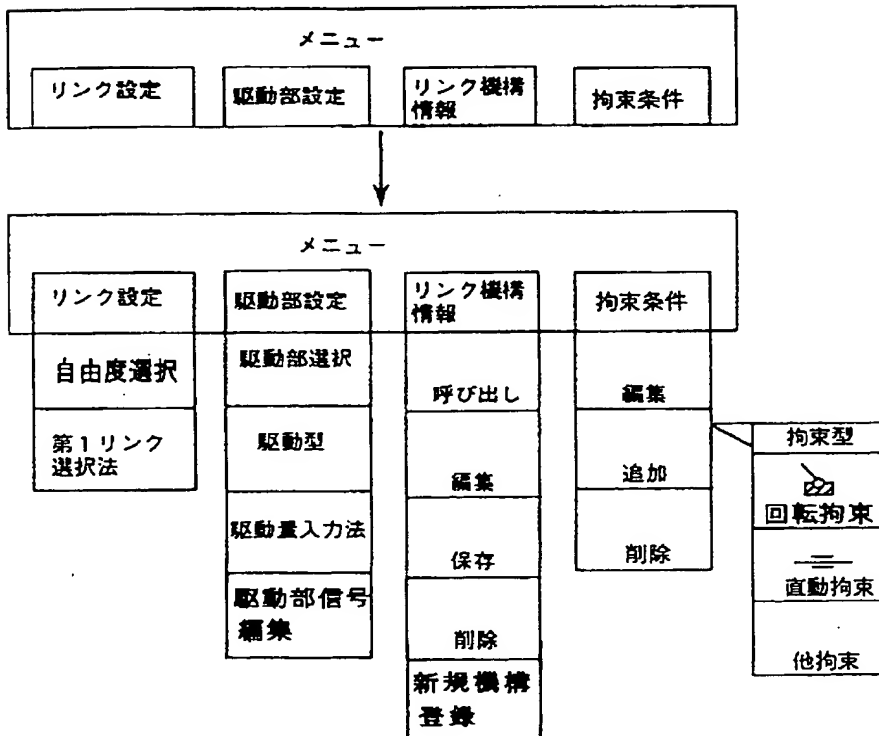 メニュー
リンク設定
駆動部設定
リンク機構
情報
拘束条件
メニュー
リンク設定
駆動部設定
リンク機構
情報
拘束条件
自由度選択
第1リンク
選択法
駆動部選択
駆動型
駆動量入力法
駆動部信号
編集
呼び出し
編集
保存
削除
新規機構
登録
編集
追加
削除
拘束型
回転拘束
直動拘束
他拘束